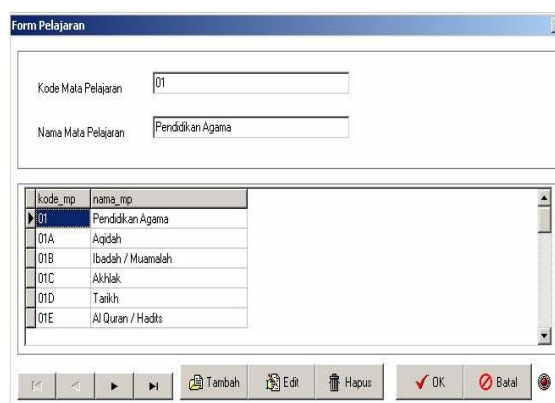 Form Pelajaran
Kode Mata Pelajaran 01
Nama Mata Pelajaran Pendidikan Agama
kode_mp nama_mp
01 Pendidikan Agama
01A Aqidah
01B Ibadah / Muamalah
01C Akhlak
01D Tarikh
01E Al Quran / Hadits
Tambah Edit Hapus OK Batal